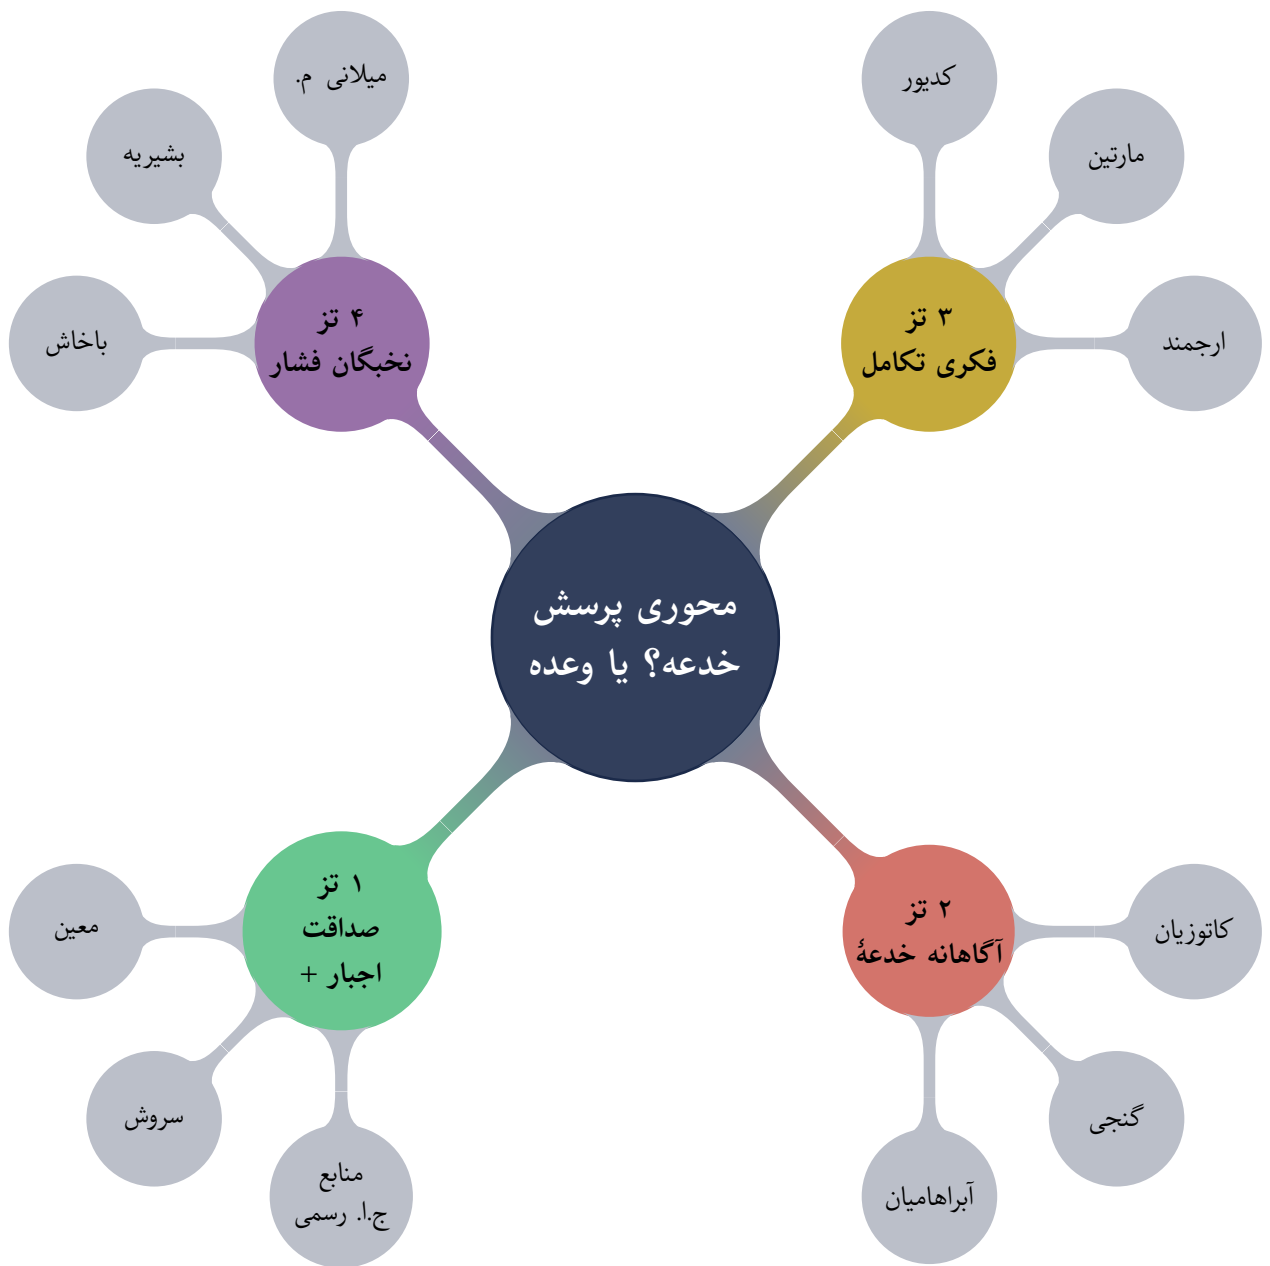 میلانی م.
بشیریه
باخاش
۴ تز
نخبگان فشار
کدیور
مارتین
ارجمند
۳ تز
فکری تکامل
محوری پرسش
خدعه؟ یا وعده
۱ تز
صداقت
اجبار +
معین
سروش
منابع
ج.ا. رسمی
۲ تز
آگاهانه خدعهٔ
کاتوزیان
گنجی
آبراهامیان